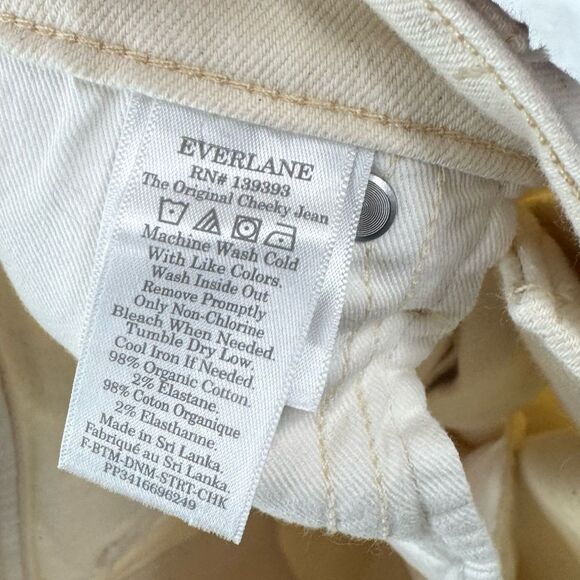 EVERLANE
RN# 139393
The Original Cheeky Jean
Machine Wash Cold
With Like Colors.
Wash Inside Out
Remove Promptly
Only Non-Chlorine
Bleach When Needed.
Tumble Dry Low.
Cool Iron If Needed.
98% Organic Cotton.
2% Elastane.
98% Coton Organique
2% Elasthanne.
Made in Sri Lanka.
Fabriqué au Sri Lanka.
F-BTM-DNM-STRT-CHK
PP3416696249